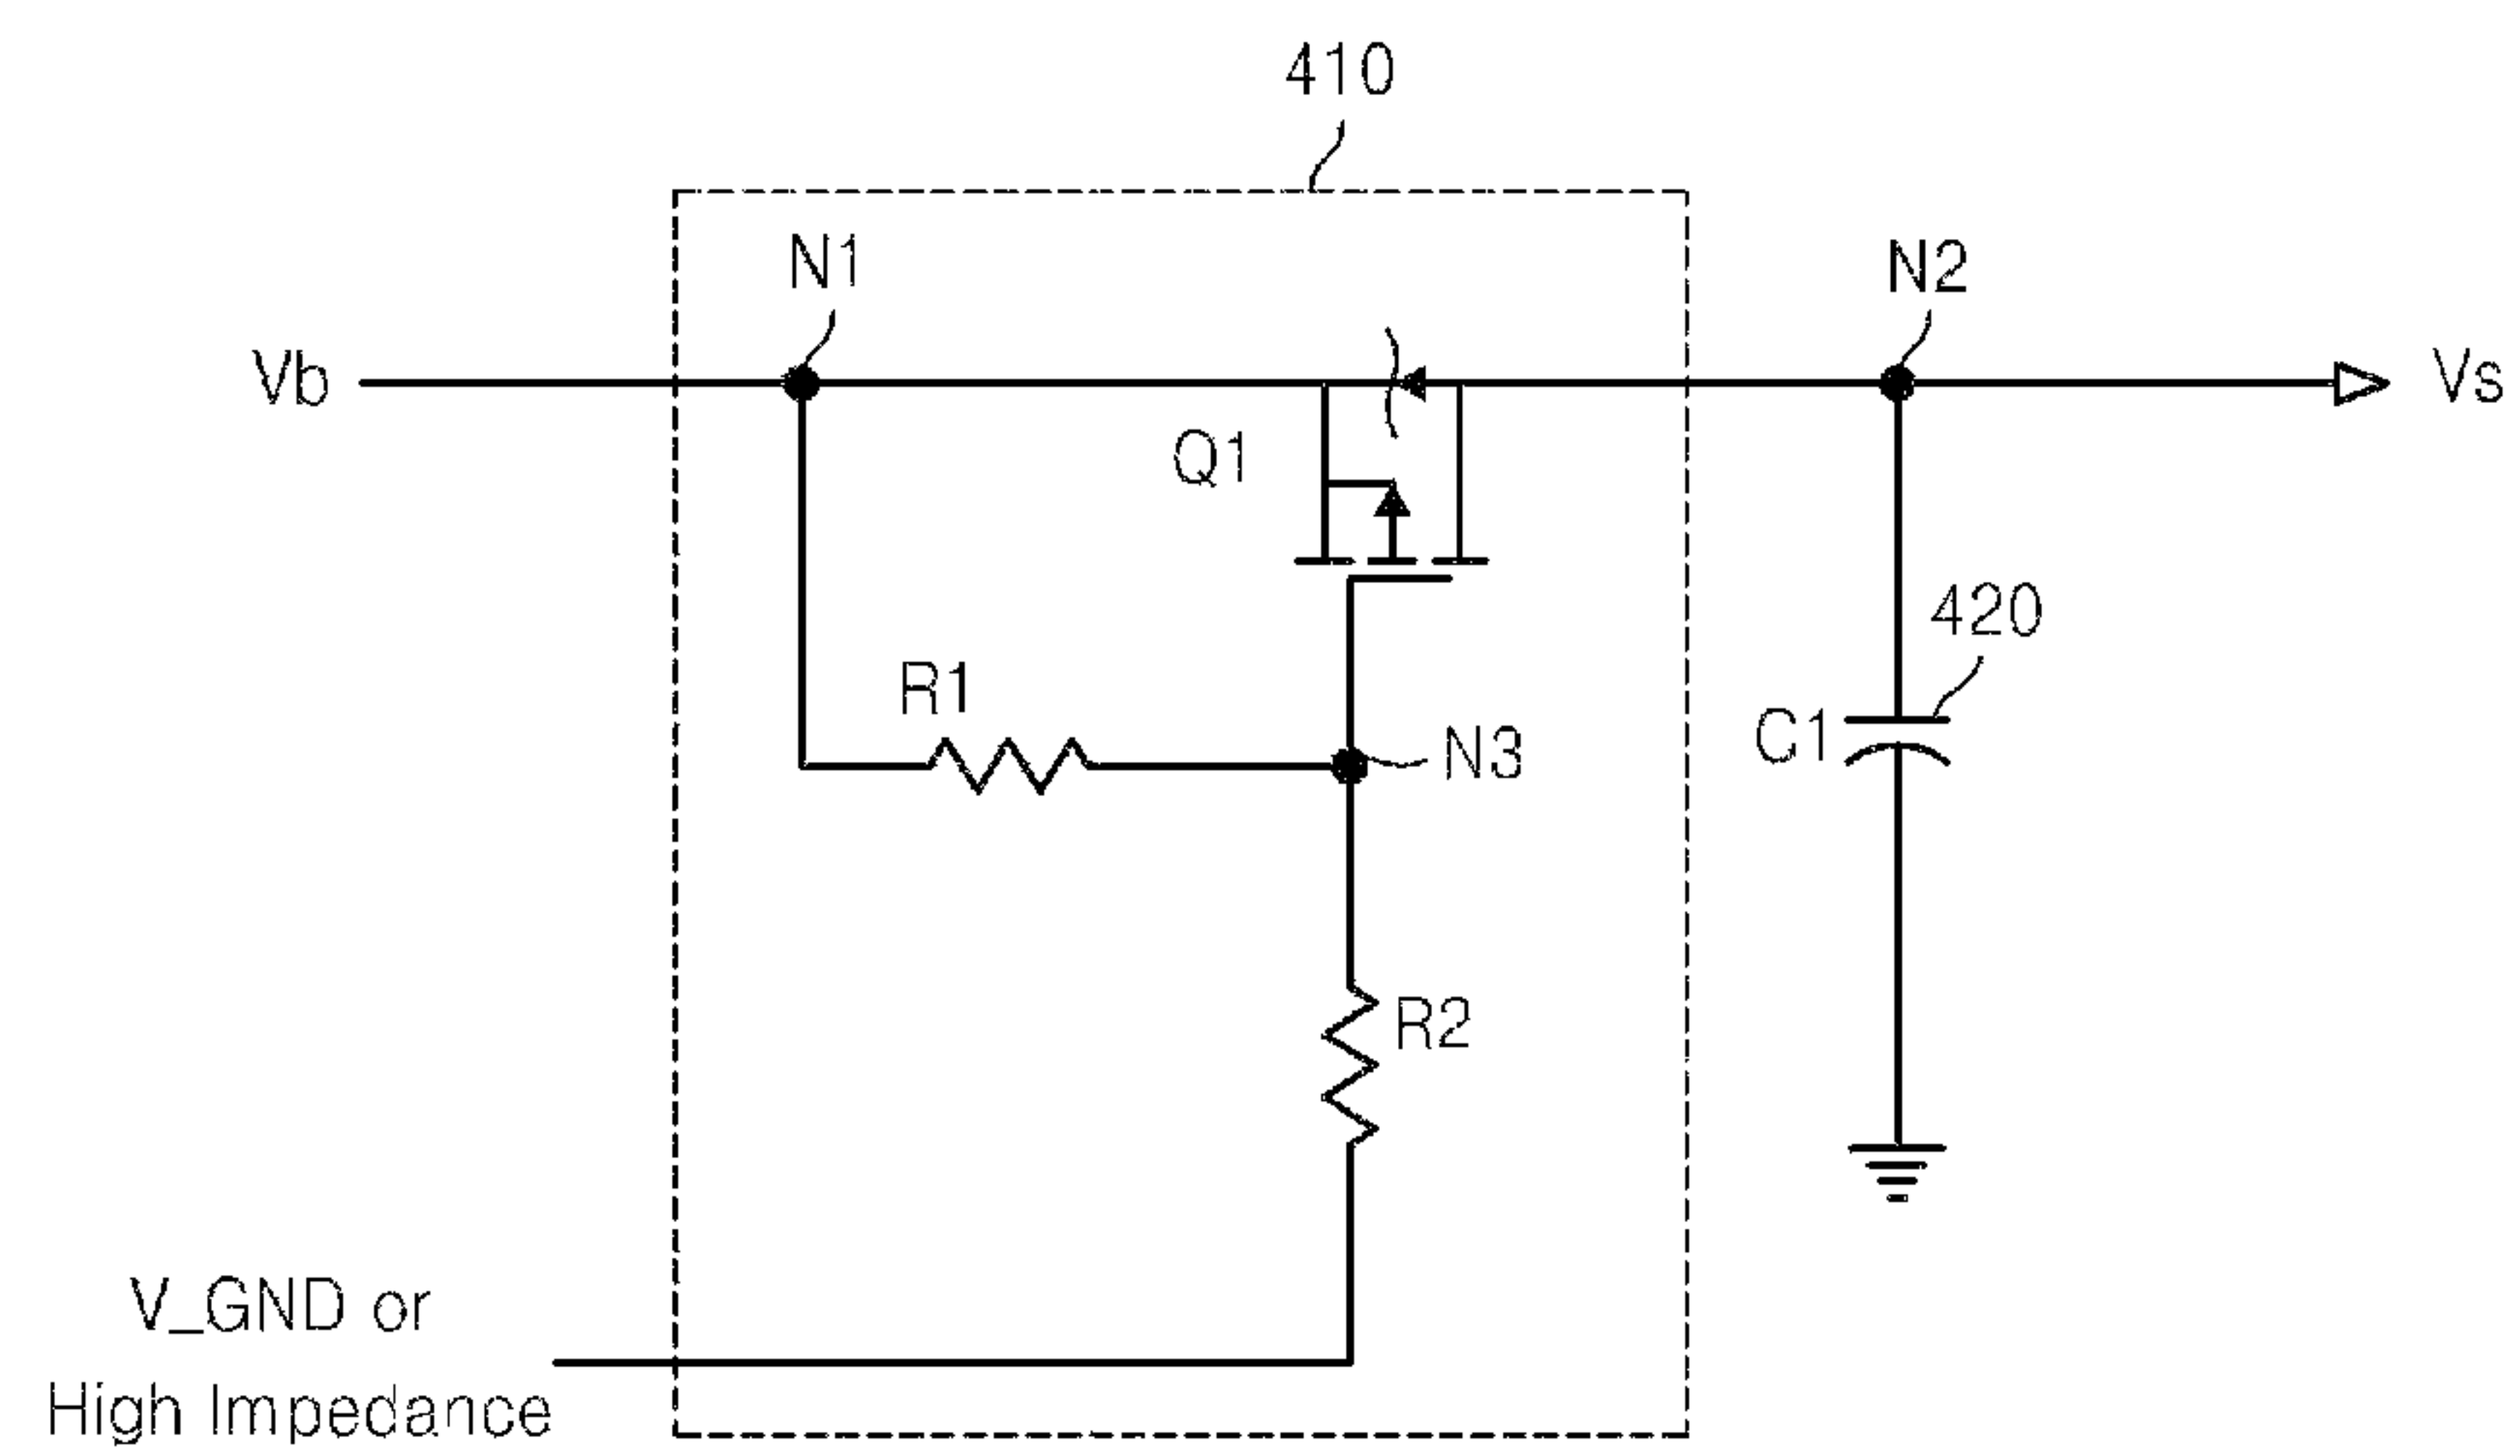 410
N1
N2
Vb
Vs
Q1
420
R1
N3
C1
R2
V_GND or
High Impedance